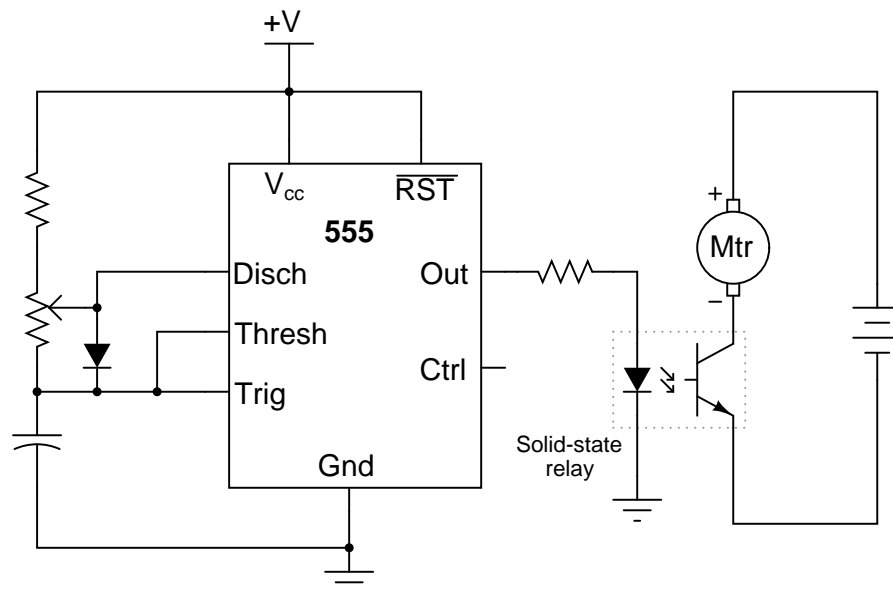 +V
Vcc
RST
555
Disch
Out
Thresh
Trig
Ctrl
Gnd
+
Mtr
−
Solid-state
relay